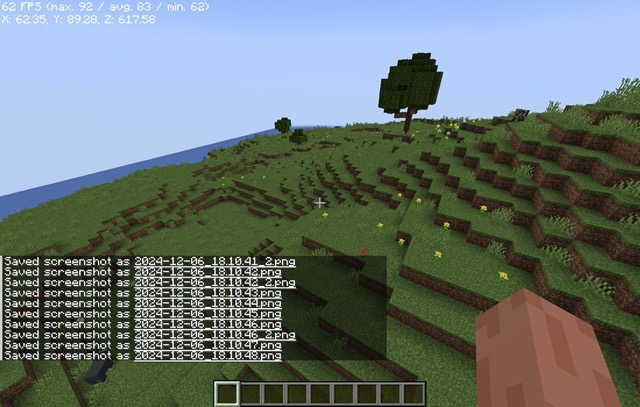 62 FPS (max. 92 / avg. 83 / min. 62)
X: 62.35, Y: 89.28, Z: 617.58
Saved screenshot as 2024-12-06_18.10.41_2.png
Saved screenshot as 2024-12-06_18.10.42.png
Saved screenshot as 2024-12-06_18.10.42_2.png
Saved screenshot as 2024-12-06_18.10.43.png
Saved screenshot as 2024-12-06_18.10.44.png
Saved screenshot as 2024-12-06_18.10.45.png
Saved screenshot as 2024-12-06_18.10.46.png
Saved screenshot as 2024-12-06_18.10.46_2.png
Saved screenshot as 2024-12-06_18.10.47.png
Saved screenshot as 2024-12-06_18.10.48.png